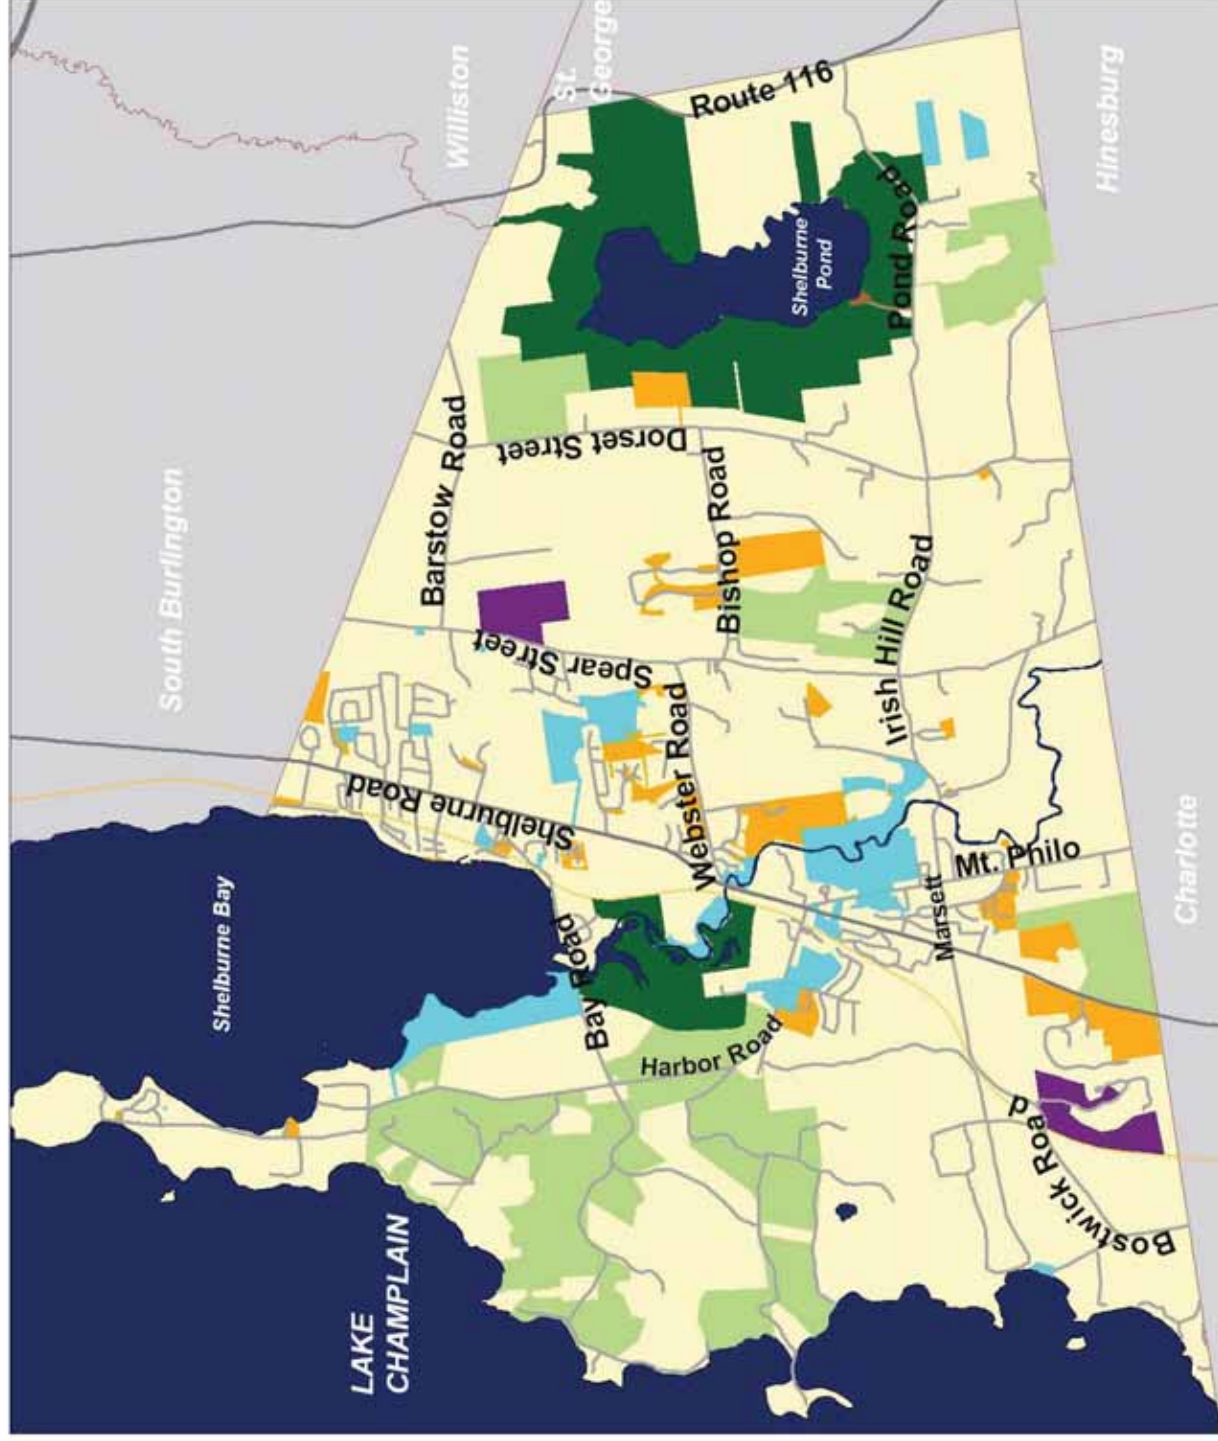 Williston
St.
George
Route 116
Hinesburg
Shelburne
Pond
Pond Road
South Burlington
Barstow Road
Dorset Street
Bishop Road
Spear Street
Irish Hill Road
Webster Road
Shelburne Road
Mt. Philo
Marsett
Charlotte
Shelburne Bay
Bay Road
Harbor Road
Bostwick Road
LAKE
CHAMPLAIN